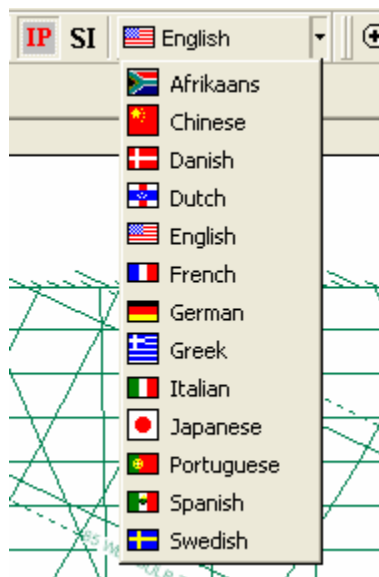 IP SI English
Afrikaans
Chinese
Danish
Dutch
English
French
German
Greek
Italian
Japanese
Portuguese
Spanish
Swedish